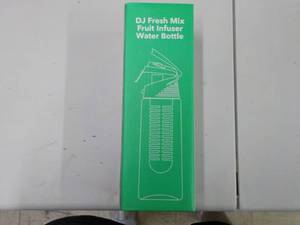 DJ Fresh Mix
Fruit Infuser
Water Bottle